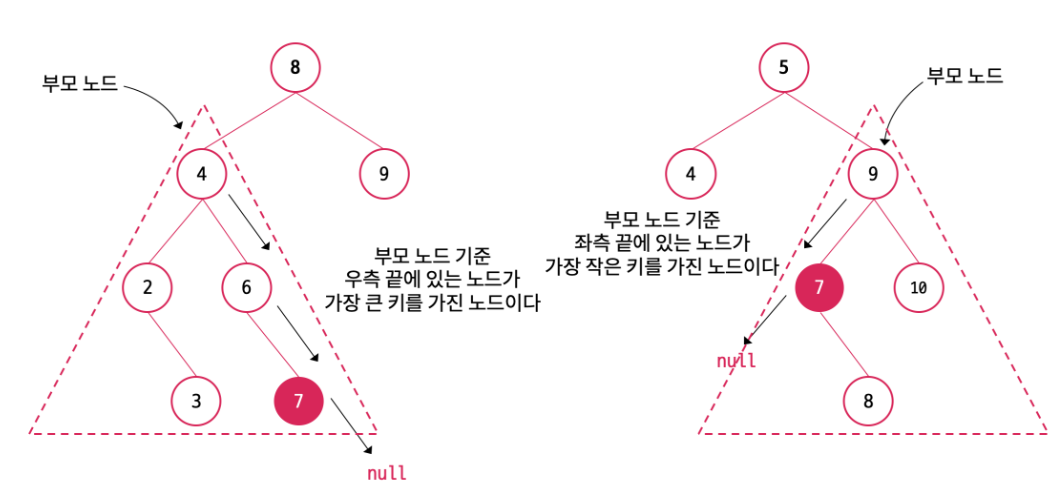 8
부모 노드
4
9
2
6
부모 노드 기준
우측 끝에 있는 노드가
가장 큰 키를 가진 노드이다
3
7
null
5
부모 노드
4
9
부모 노드 기준
좌측 끝에 있는 노드가
가장 작은 키를 가진 노드이다
7
10
null
8